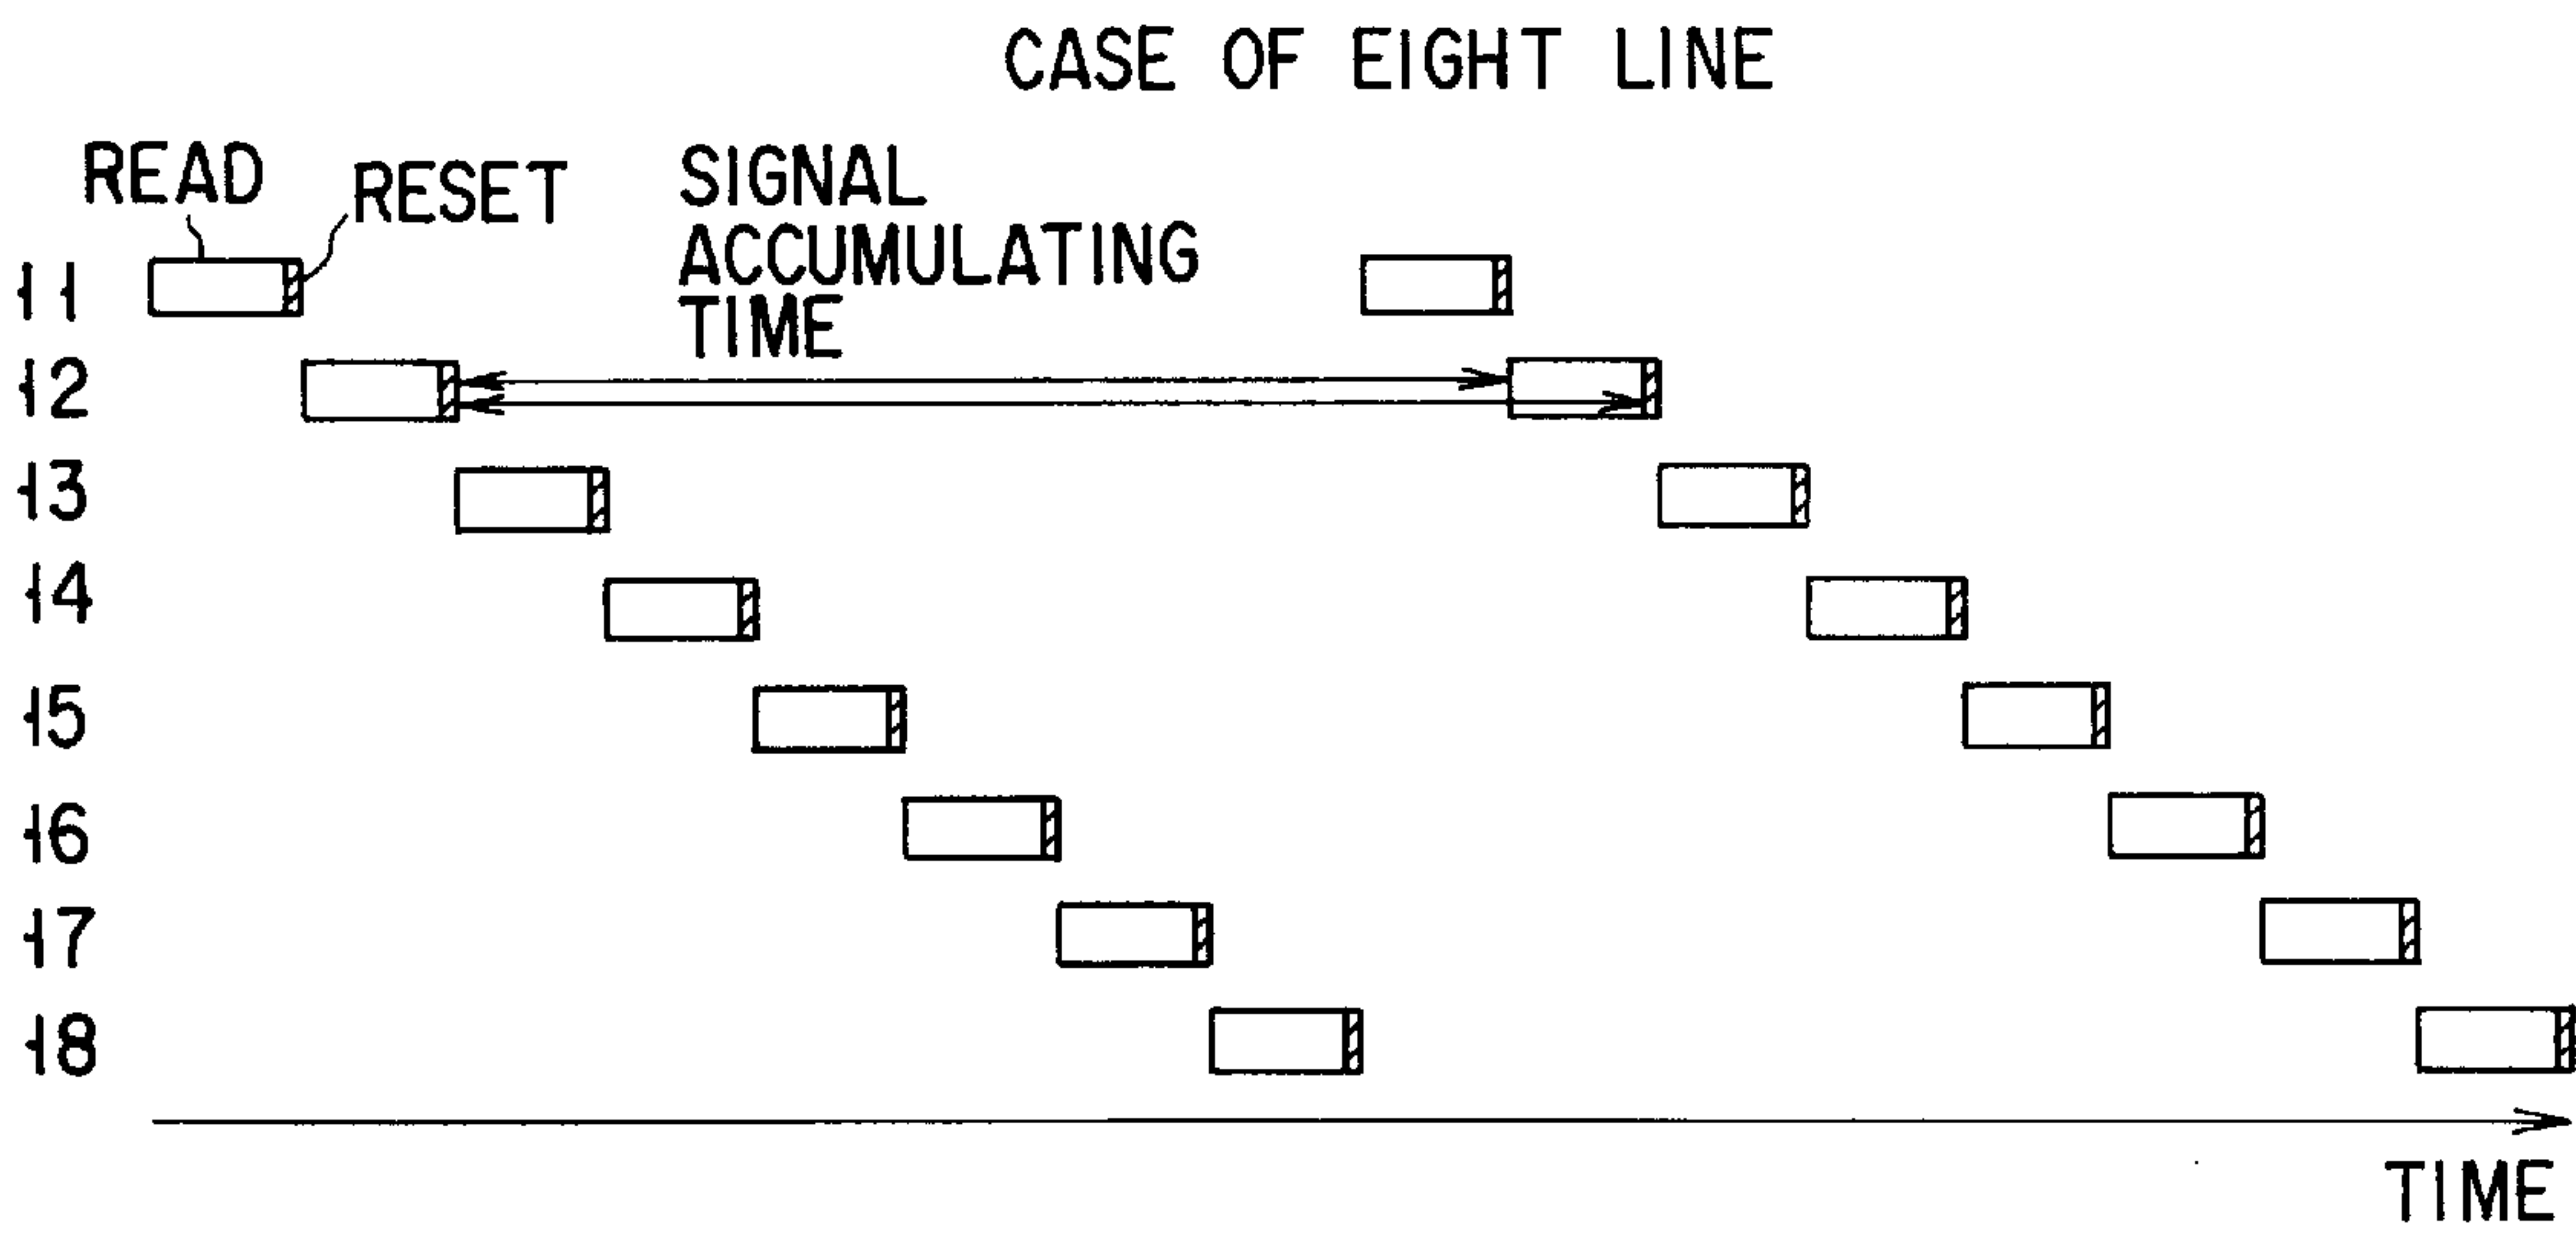 CASE OF EIGHT LINE
READ
RESET
SIGNAL
ACCUMULATING
TIME
11
12
13
14
15
16
17
18
TIME